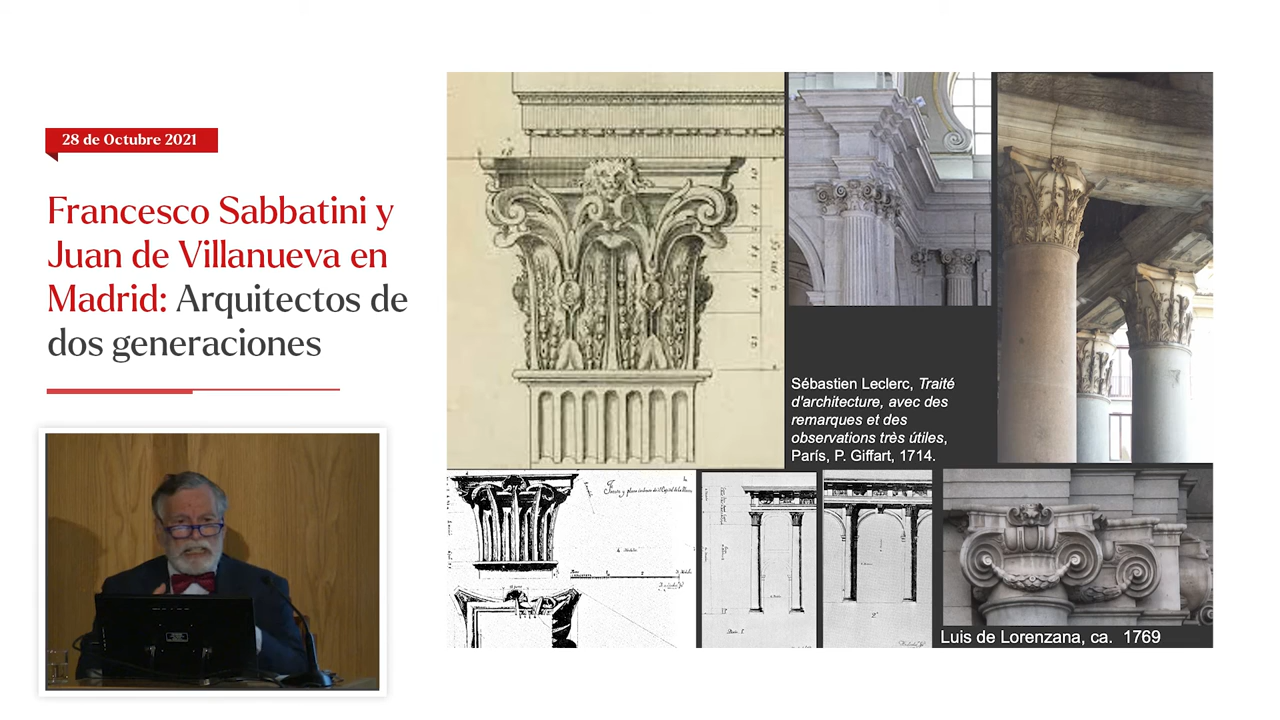 28 de Octubre 2021
Francesco Sabbatini y
Juan de Villanueva en
Madrid: Arquitectos de
dos generaciones
Sébastien Leclerc, Traité
d'architecture, avec des
remarques et des
observations très útiles,
París, P. Giffart, 1714.
Luis de Lorenzana, ca. 1769